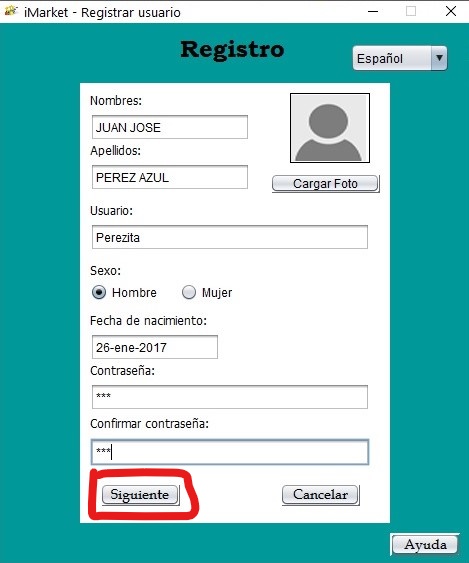 iMarket - Registrar usuario
Registro
Español
Nombres:
JUAN JOSE
Apellidos:
PEREZ AZUL
Cargar Foto
Usuario:
Perezita
Sexo:
Hombre Mujer
Fecha de nacimiento:
26-ene-2017
Contraseña:
***
Confirmar contraseña:
***
Siguiente Cancelar
Ayuda